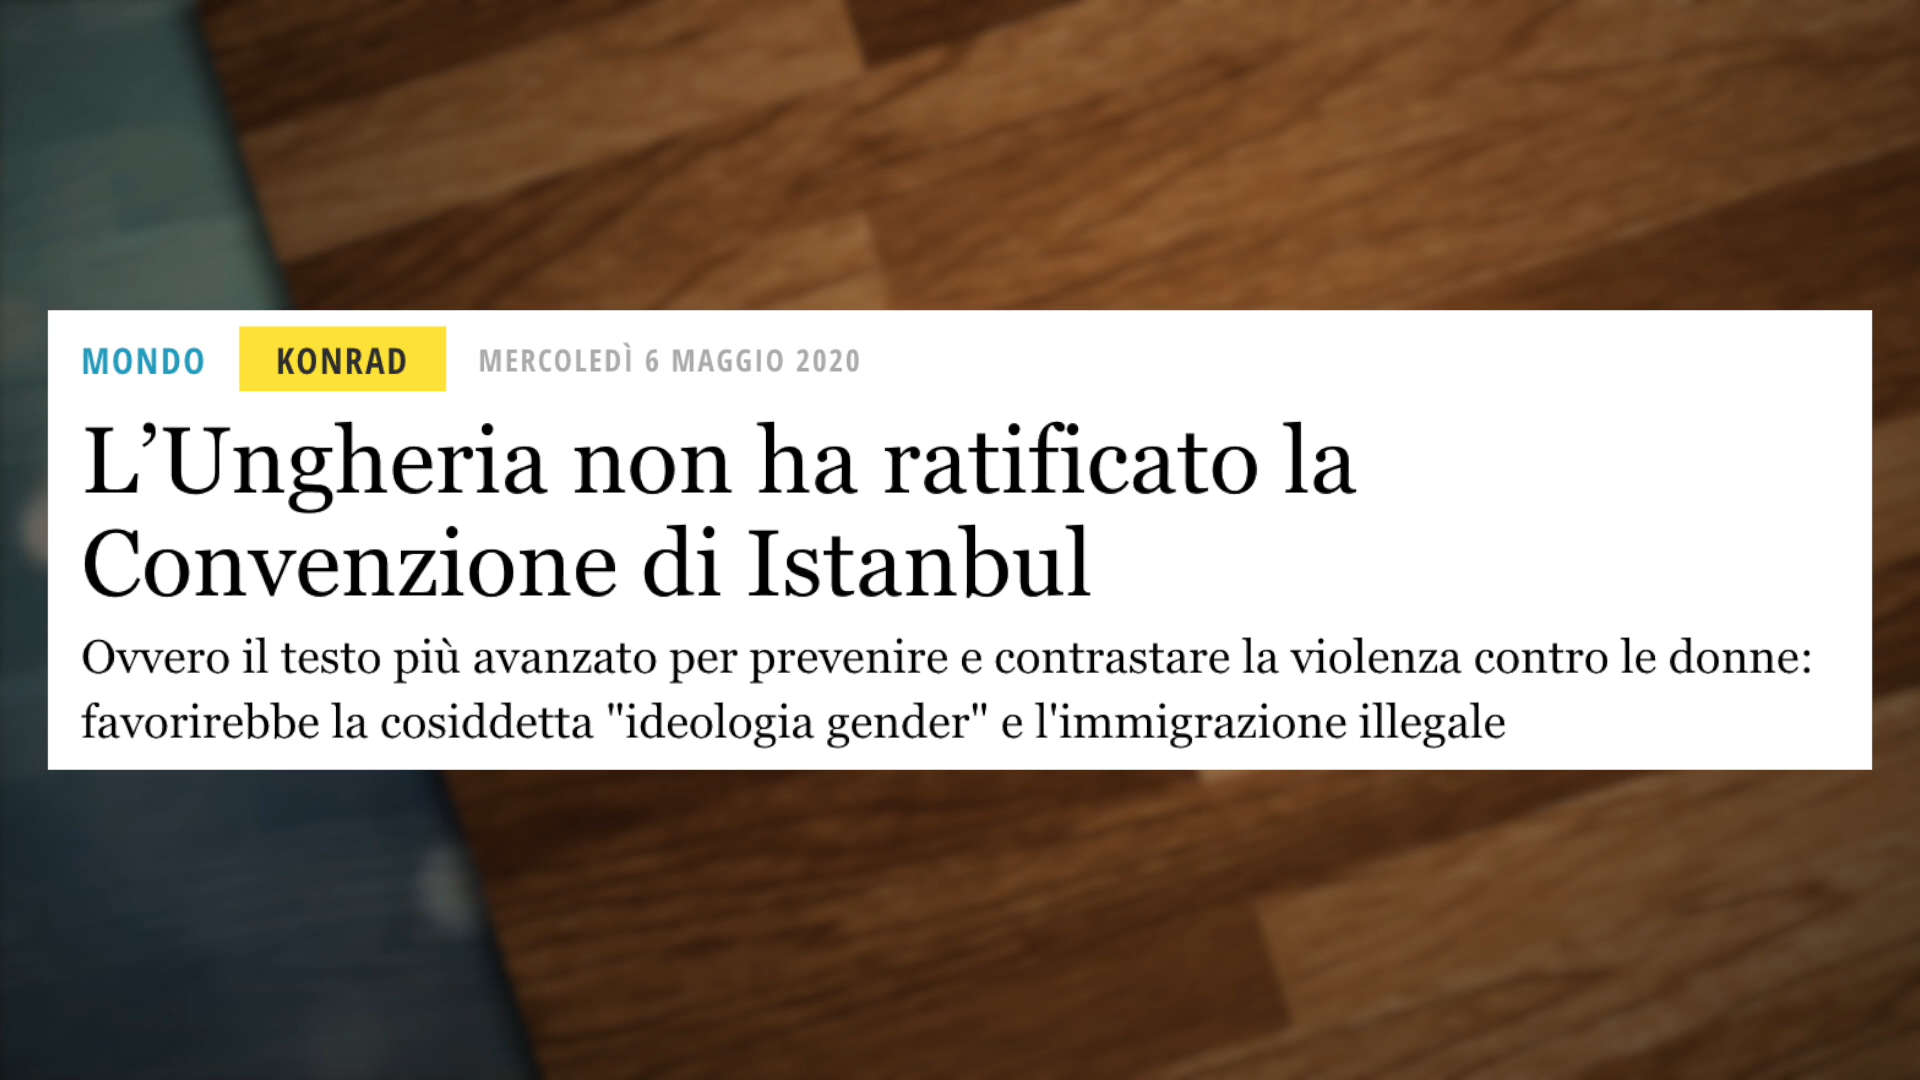 MONDO KONRAD MERCOLEDÌ 6 MAGGIO 2020
L’Ungheria non ha ratificato la
Convenzione di Istanbul
Ovvero il testo più avanzato per prevenire e contrastare la violenza contro le donne:
favorirebbe la cosiddetta "ideologia gender" e l'immigrazione illegale